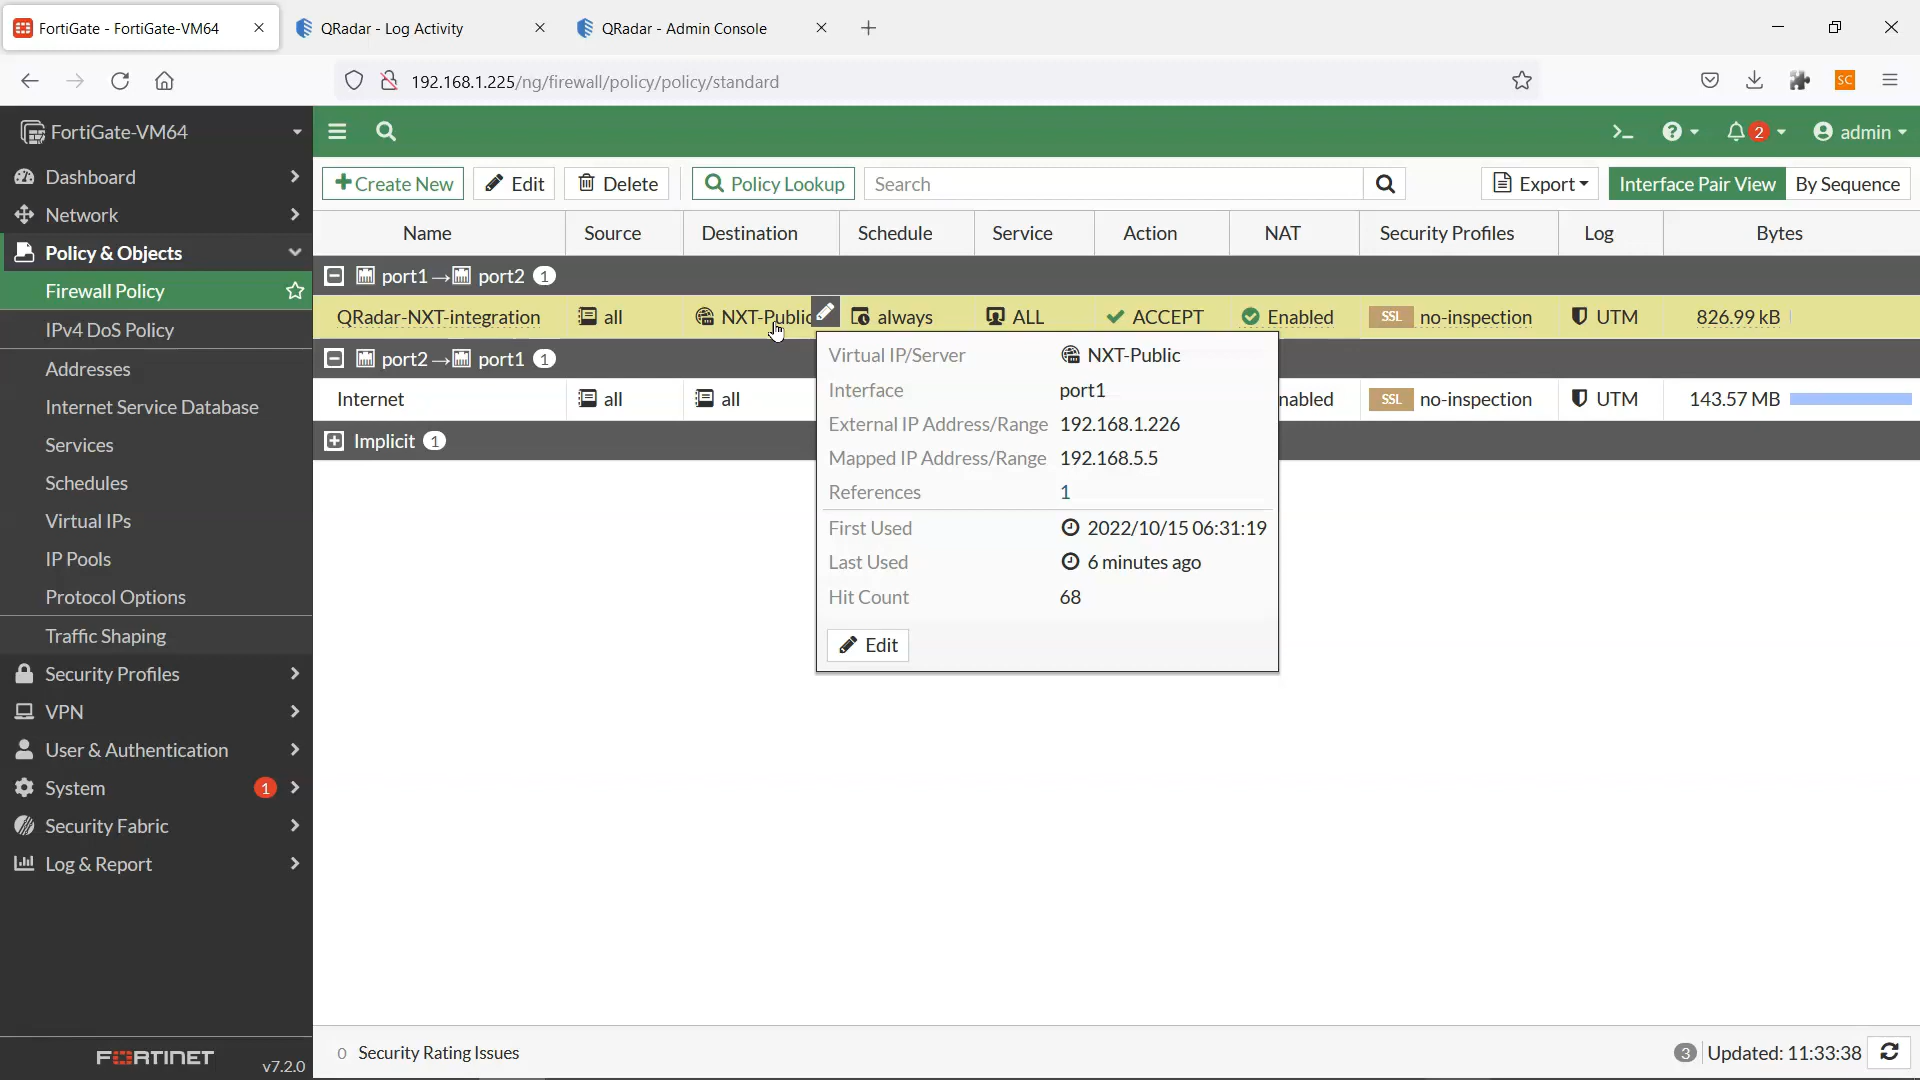 FortiGate - FortiGate-VM64
QRadar - Log Activity
QRadar - Admin Console
192.168.1.225/ng/firewall/policy/policy/standard
SC
FortiGate-VM64
2
admin
Dashboard
Network
Policy & Objects
Firewall Policy
IPv4 DoS Policy
Addresses
Internet Service Database
Services
Schedules
Virtual IPs
IP Pools
Protocol Options
Traffic Shaping
Security Profiles
VPN
User & Authentication
System 1
Security Fabric
Log & Report
FORTINET v7.2.0
Create New Edit Delete Policy Lookup Search Export Interface Pair View By Sequence
Name Source Destination Schedule Service Action NAT Security Profiles Log Bytes
port1 → port2 1
QRadar-NXT-integration all NXT-Public always ALL ACCEPT Enabled SSL no-inspection UTM 826.99 kB
port2 → port1 1
Internet all all nabled SSL no-inspection UTM 143.57 MB
Implicit 1
Virtual IP/Server NXT-Public
Interface port1
External IP Address/Range 192.168.1.226
Mapped IP Address/Range 192.168.5.5
References 1
First Used 2022/10/15 06:31:19
Last Used 6 minutes ago
Hit Count 68
Edit
0 Security Rating Issues
3 Updated: 11:33:38